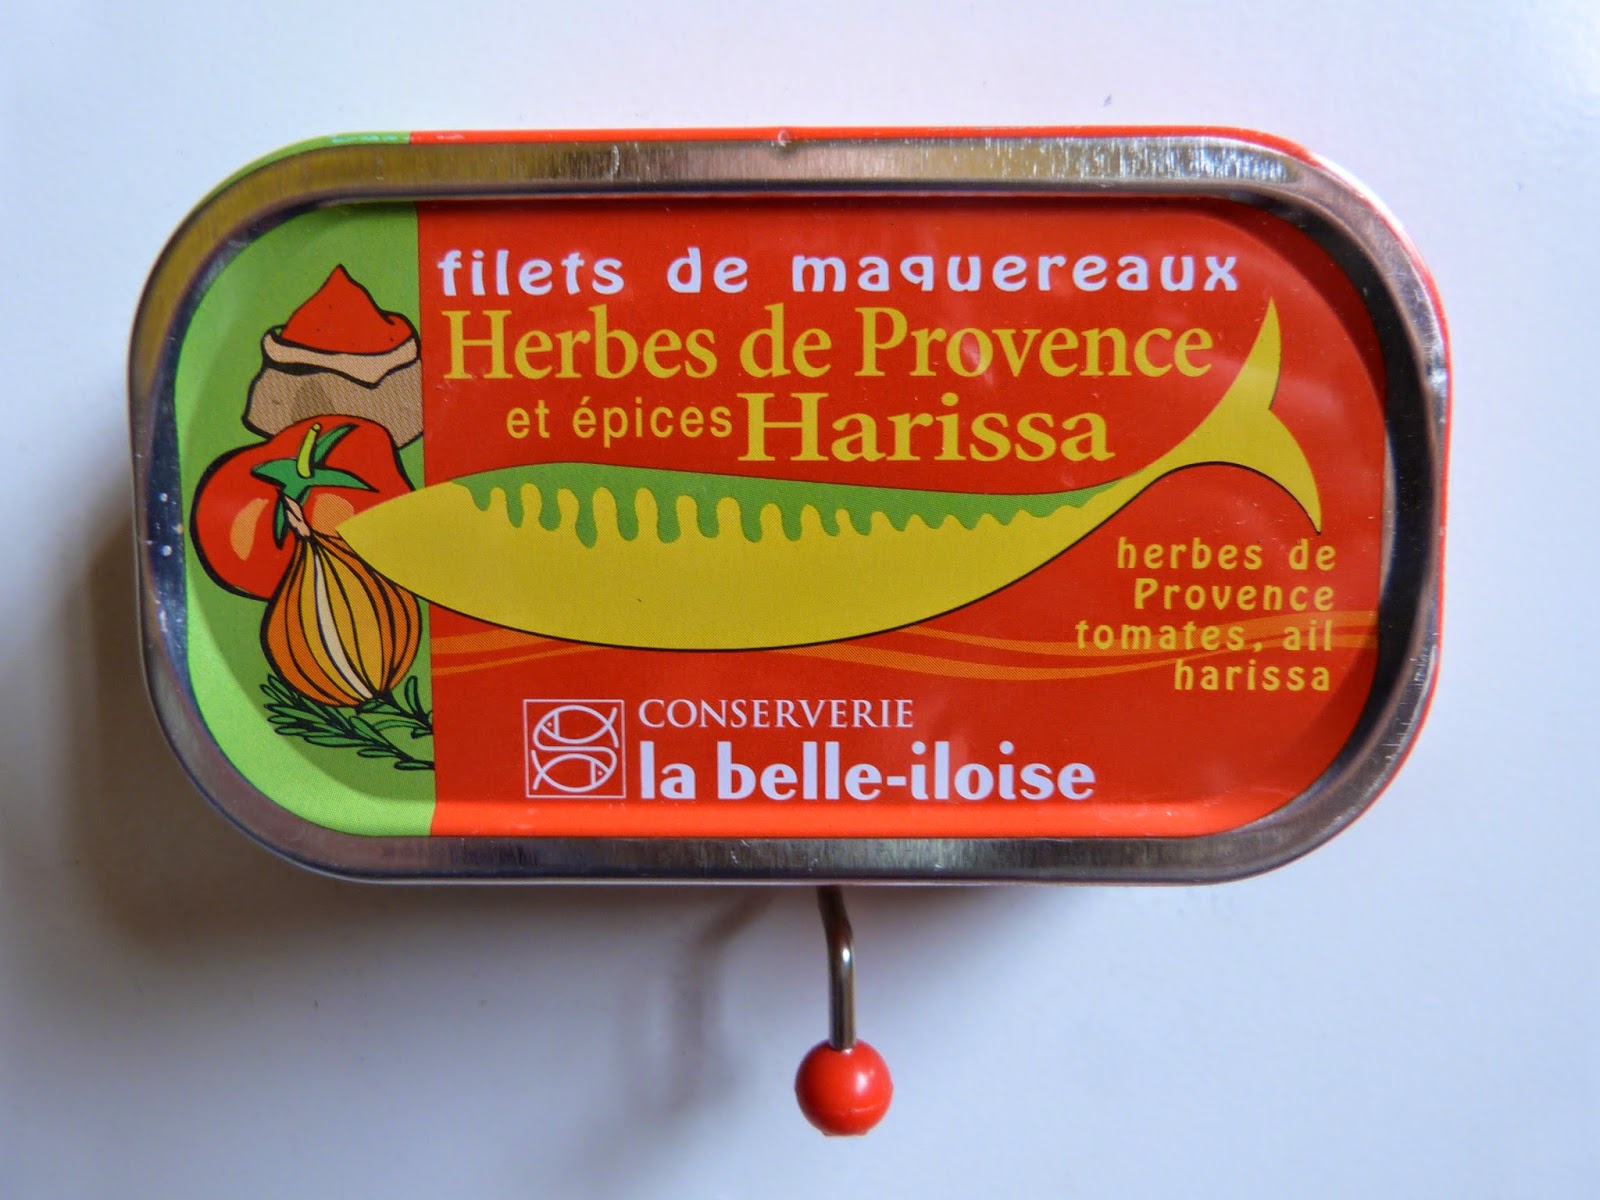 filets de maquereaux
Herbes de Provence
et épices Harissa
herbes de
Provence
tomates, ail
harissa
CONSERVERIE
la belle-iloise